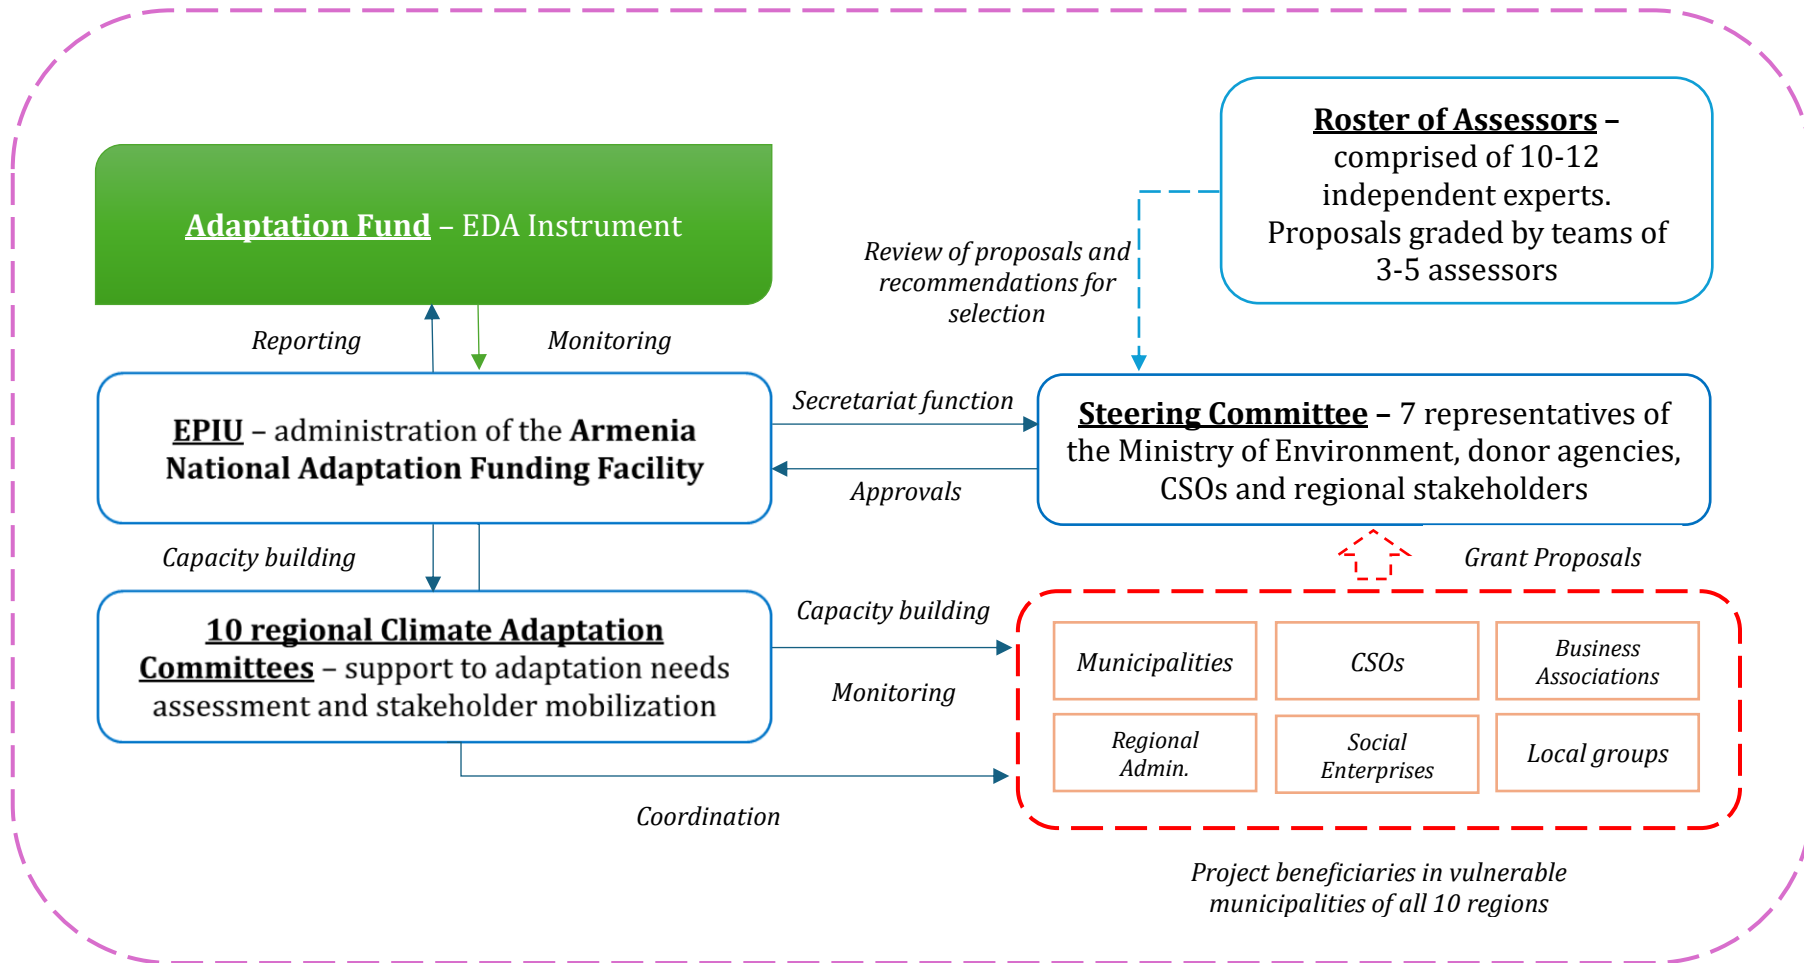 Roster of Assessors –
comprised of 10-12
independent experts.
Proposals graded by teams of
3-5 assessors
Adaptation Fund – EDA Instrument
Review of proposals and
recommendations for
selection
Reporting
Monitoring
EPIU – administration of the Armenia
National Adaptation Funding Facility
Secretariat function
Approvals
Steering Committee – 7 representatives of
the Ministry of Environment, donor agencies,
CSOs and regional stakeholders
Capacity building
Grant Proposals
10 regional Climate Adaptation
Committees – support to adaptation needs
assessment and stakeholder mobilization
Capacity building
Monitoring
Coordination
Municipalities
CSOs
Business
Associations
Regional
Admin.
Social
Enterprises
Local groups
Project beneficiaries in vulnerable
municipalities of all 10 regions